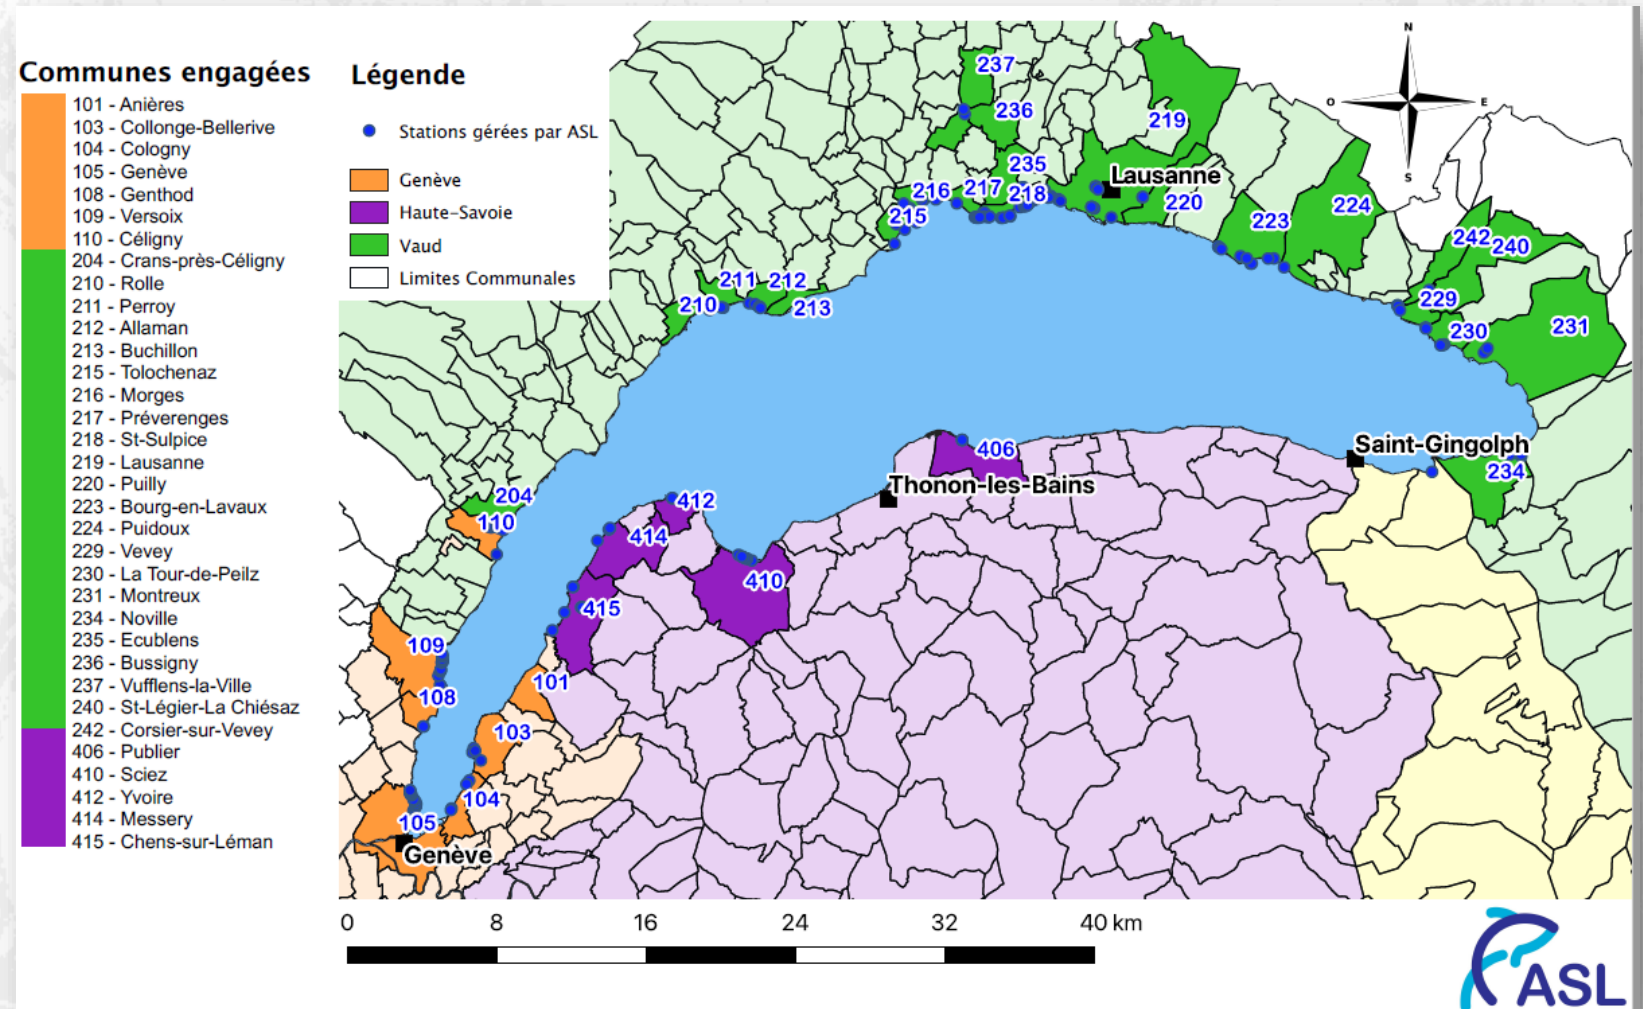 Communes engagées
101 - Anières
103 - Collonge-Bellerive
104 - Cologny
105 - Genève
108 - Genthod
109 - Versoix
110 - Céligny
204 - Crans-près-Céligny
210 - Rolle
211 - Perroy
212 - Allaman
213 - Buchillon
215 - Tolochenaz
216 - Morges
217 - Préverenges
218 - St-Sulpice
219 - Lausanne
220 - Puilly
223 - Bourg-en-Lavaux
224 - Puidoux
229 - Vevey
230 - La Tour-de-Peilz
231 - Montreux
234 - Noville
235 - Ecublens
236 - Bussigny
237 - Vufflens-la-Ville
240 - St-Légier-La Chiésaz
242 - Corsier-sur-Vevey
406 - Publier
410 - Sciez
412 - Yvoire
414 - Messery
415 - Chens-sur-Léman
Légende
Stations gérées par ASL
Genève
Haute-Savoie
Vaud
Limites Communales
N
O
E
S
237
236
219
235
Lausanne
216
217
218
220
215
223
224
242
240
211
212
210
213
229
230
231
406
Saint-Gingolph
234
Thonon-les-Bains
204
412
110
414
410
415
109
101
108
103
104
105
Genève
0
8
16
24
32
40 km
ASL